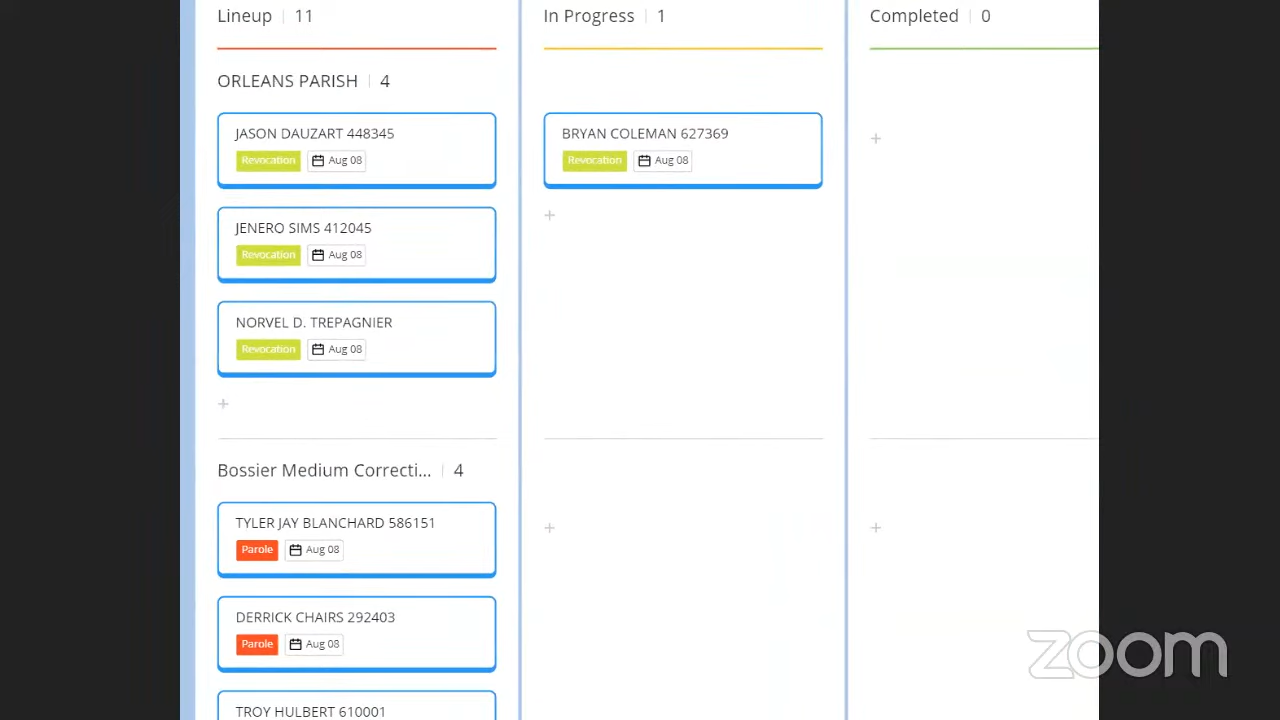 Lineup | 11
In Progress | 1
Completed | 0
ORLEANS PARISH | 4
JASON DAUZART 448345
Revocation Aug 08
JENERO SIMS 412045
Revocation Aug 08
NORVEL D. TREPAGNIER
Revocation Aug 08
+
BRYAN COLEMAN 627369
Revocation Aug 08
+
+
Bossier Medium Correcti... | 4
TYLER JAY BLANCHARD 586151
Parole Aug 08
DERRICK CHAIRS 292403
Parole Aug 08
TROY HULBERT 610001
+
+
zoom